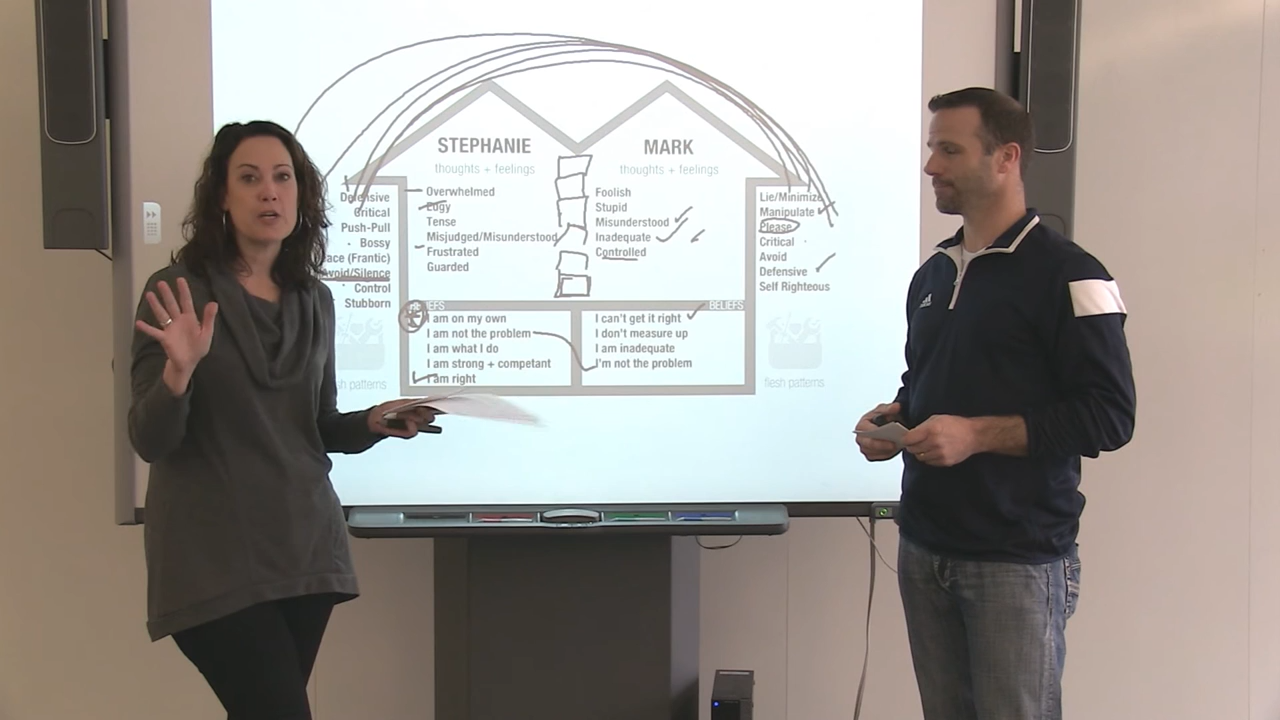 STEPHANIE
thoughts + feelings
MARK
thoughts + feelings
Defensive
Critical
Push-Pull
Bossy
(Frantic)
Avoid/Silence
Control
Stubborn
flesh patterns
Overwhelmed
Edgy
Tense
Misjudged/Misunderstood
Frustrated
Guarded
Foolish
Stupid
Misunderstood
Inadequate
Controlled
Lie/Minimize
Manipulate
Please
Critical
Avoid
Defensive
Self Righteous
flesh patterns
I am on my own
I am not the problem
I am what I do
I am strong + competant
I am right
BELIEFS
I can't get it right
I don't measure up
I am inadequate
I'm not the problem